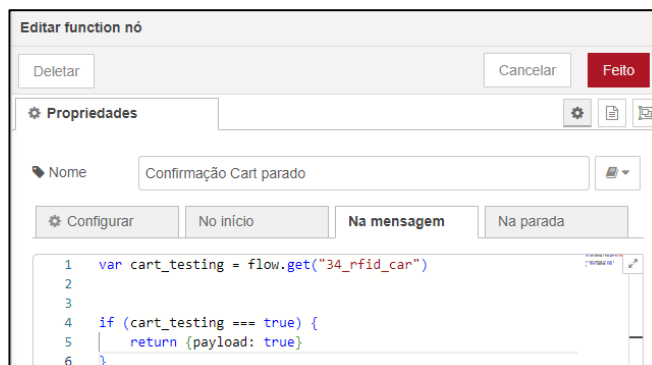 Editar function nó
Deletar Cancelar Feito
Propriedades
Nome Confirmação Cart parado
Configurar No início Na mensagem Na parada
1 var cart_testing = flow.get("34_rfid_car")
2
3
4 if (cart_testing === true) {
5 return {payload: true}
6 }